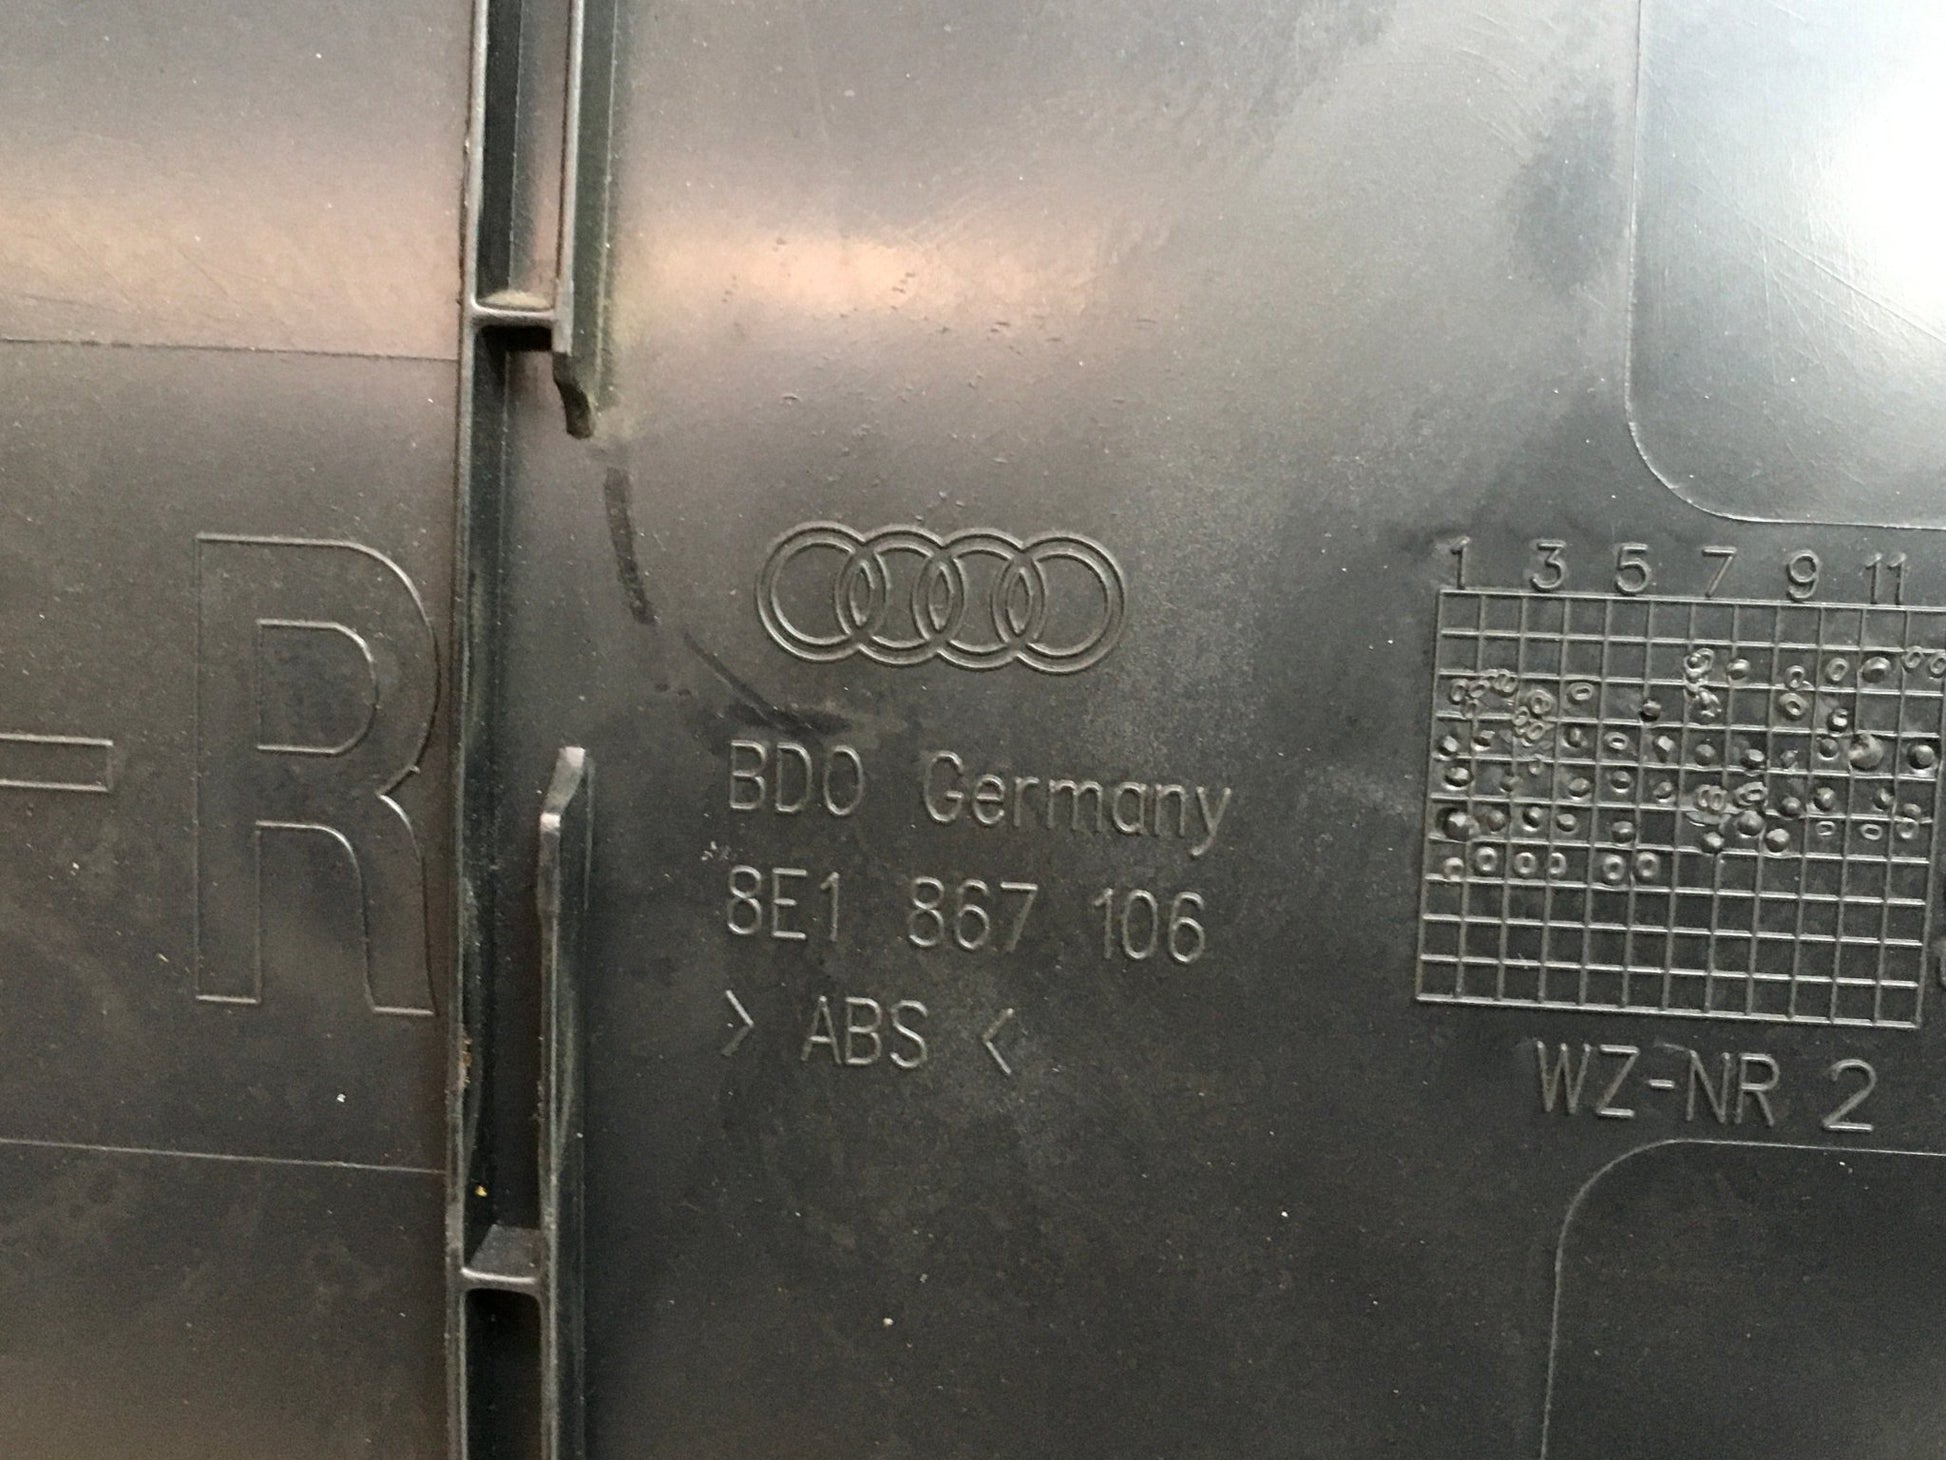 -R
BDO Germany
8E1 867 106
> ABS <
1 3 5 7 9 11
WZ-NR 2